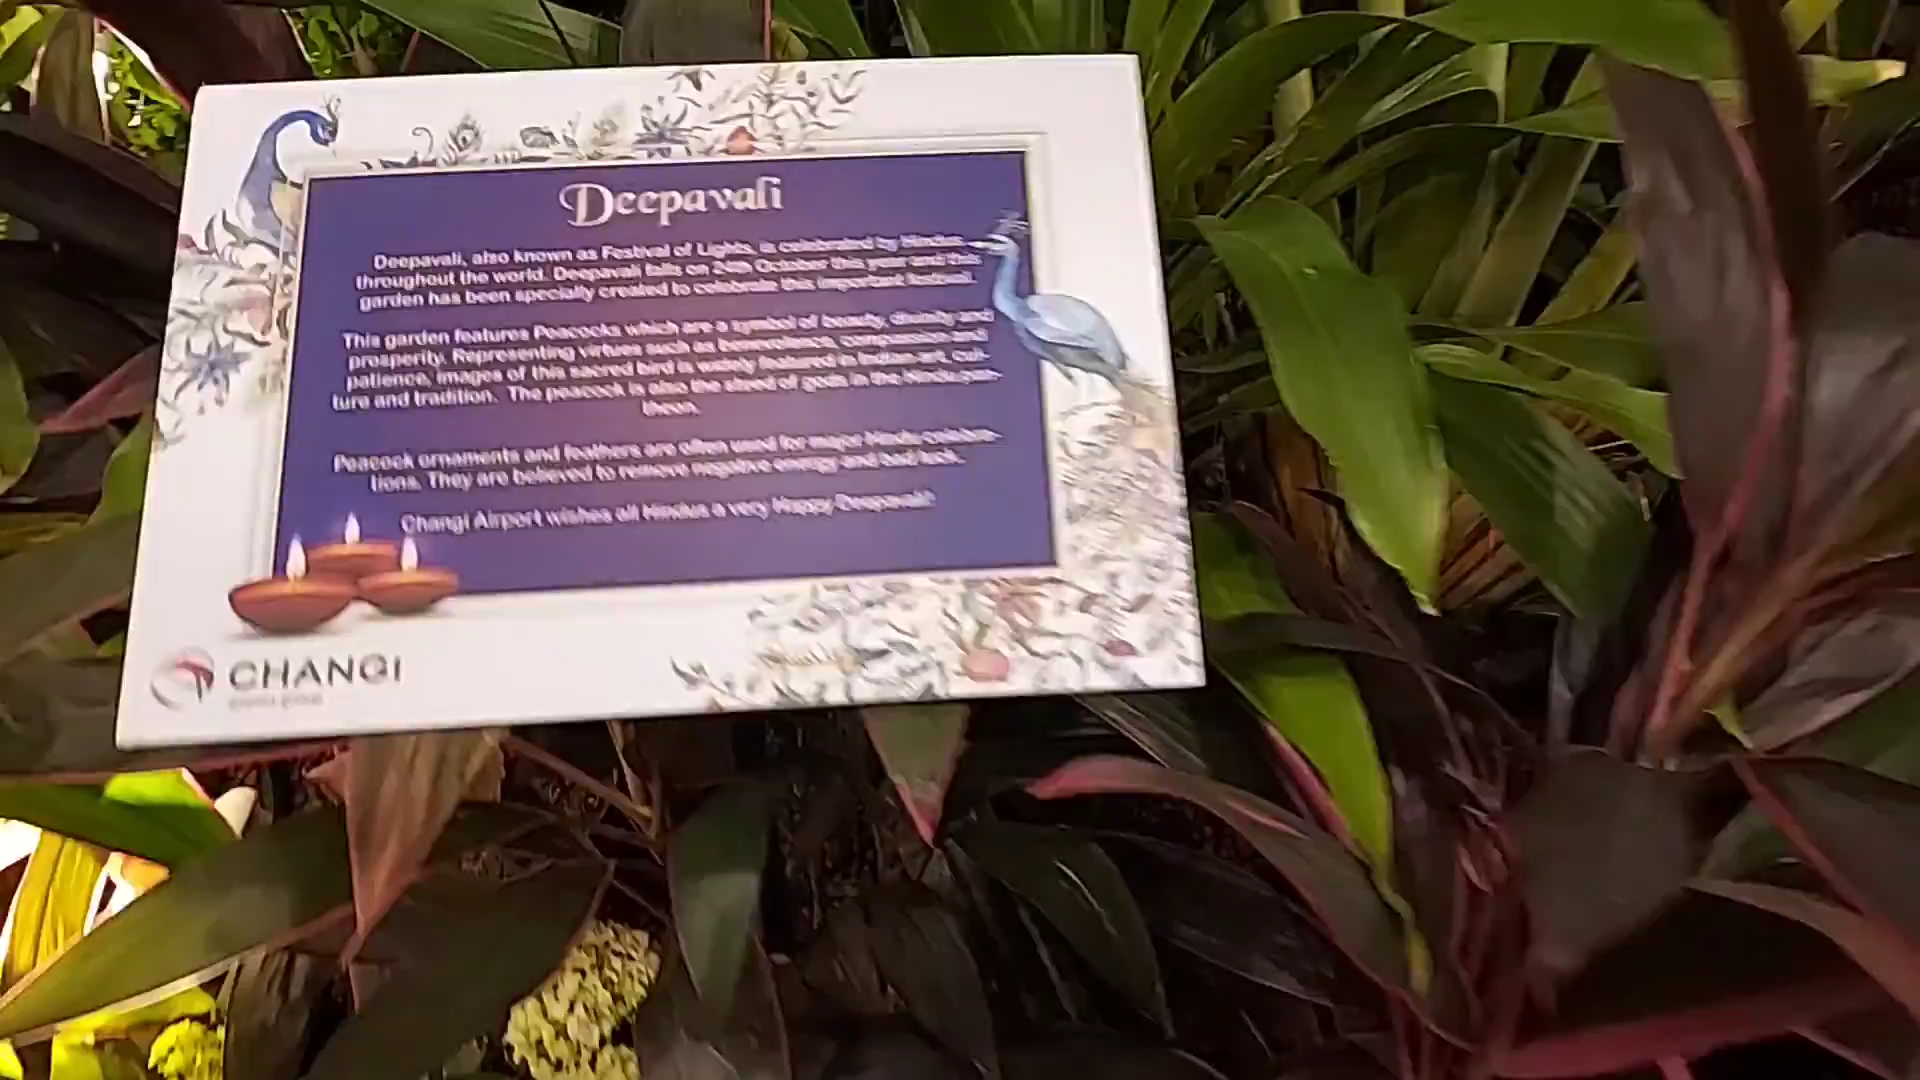 Deepavali
Deepavali, also known as Festival of Lights, is celebrated by Hindus
throughout the world. Deepavali falls on 24th October this year and this
garden has been specially created to celebrate this important festival.
This garden features Peacocks which are a symbol of beauty, divinity and
prosperity. Representing virtues such as benevolence, compassion and
patience, images of this sacred bird is widely featured in Indian art, cul-
ture and tradition. The peacock is also the steed of gods in the Hindu pan-
theon.
Peacock ornaments and feathers are often used for major Hindu celebra-
tions. They are believed to remove negative energy and bad luck.
Changi Airport wishes all Hindus a very Happy Deepavali!
CHANGI
airport group